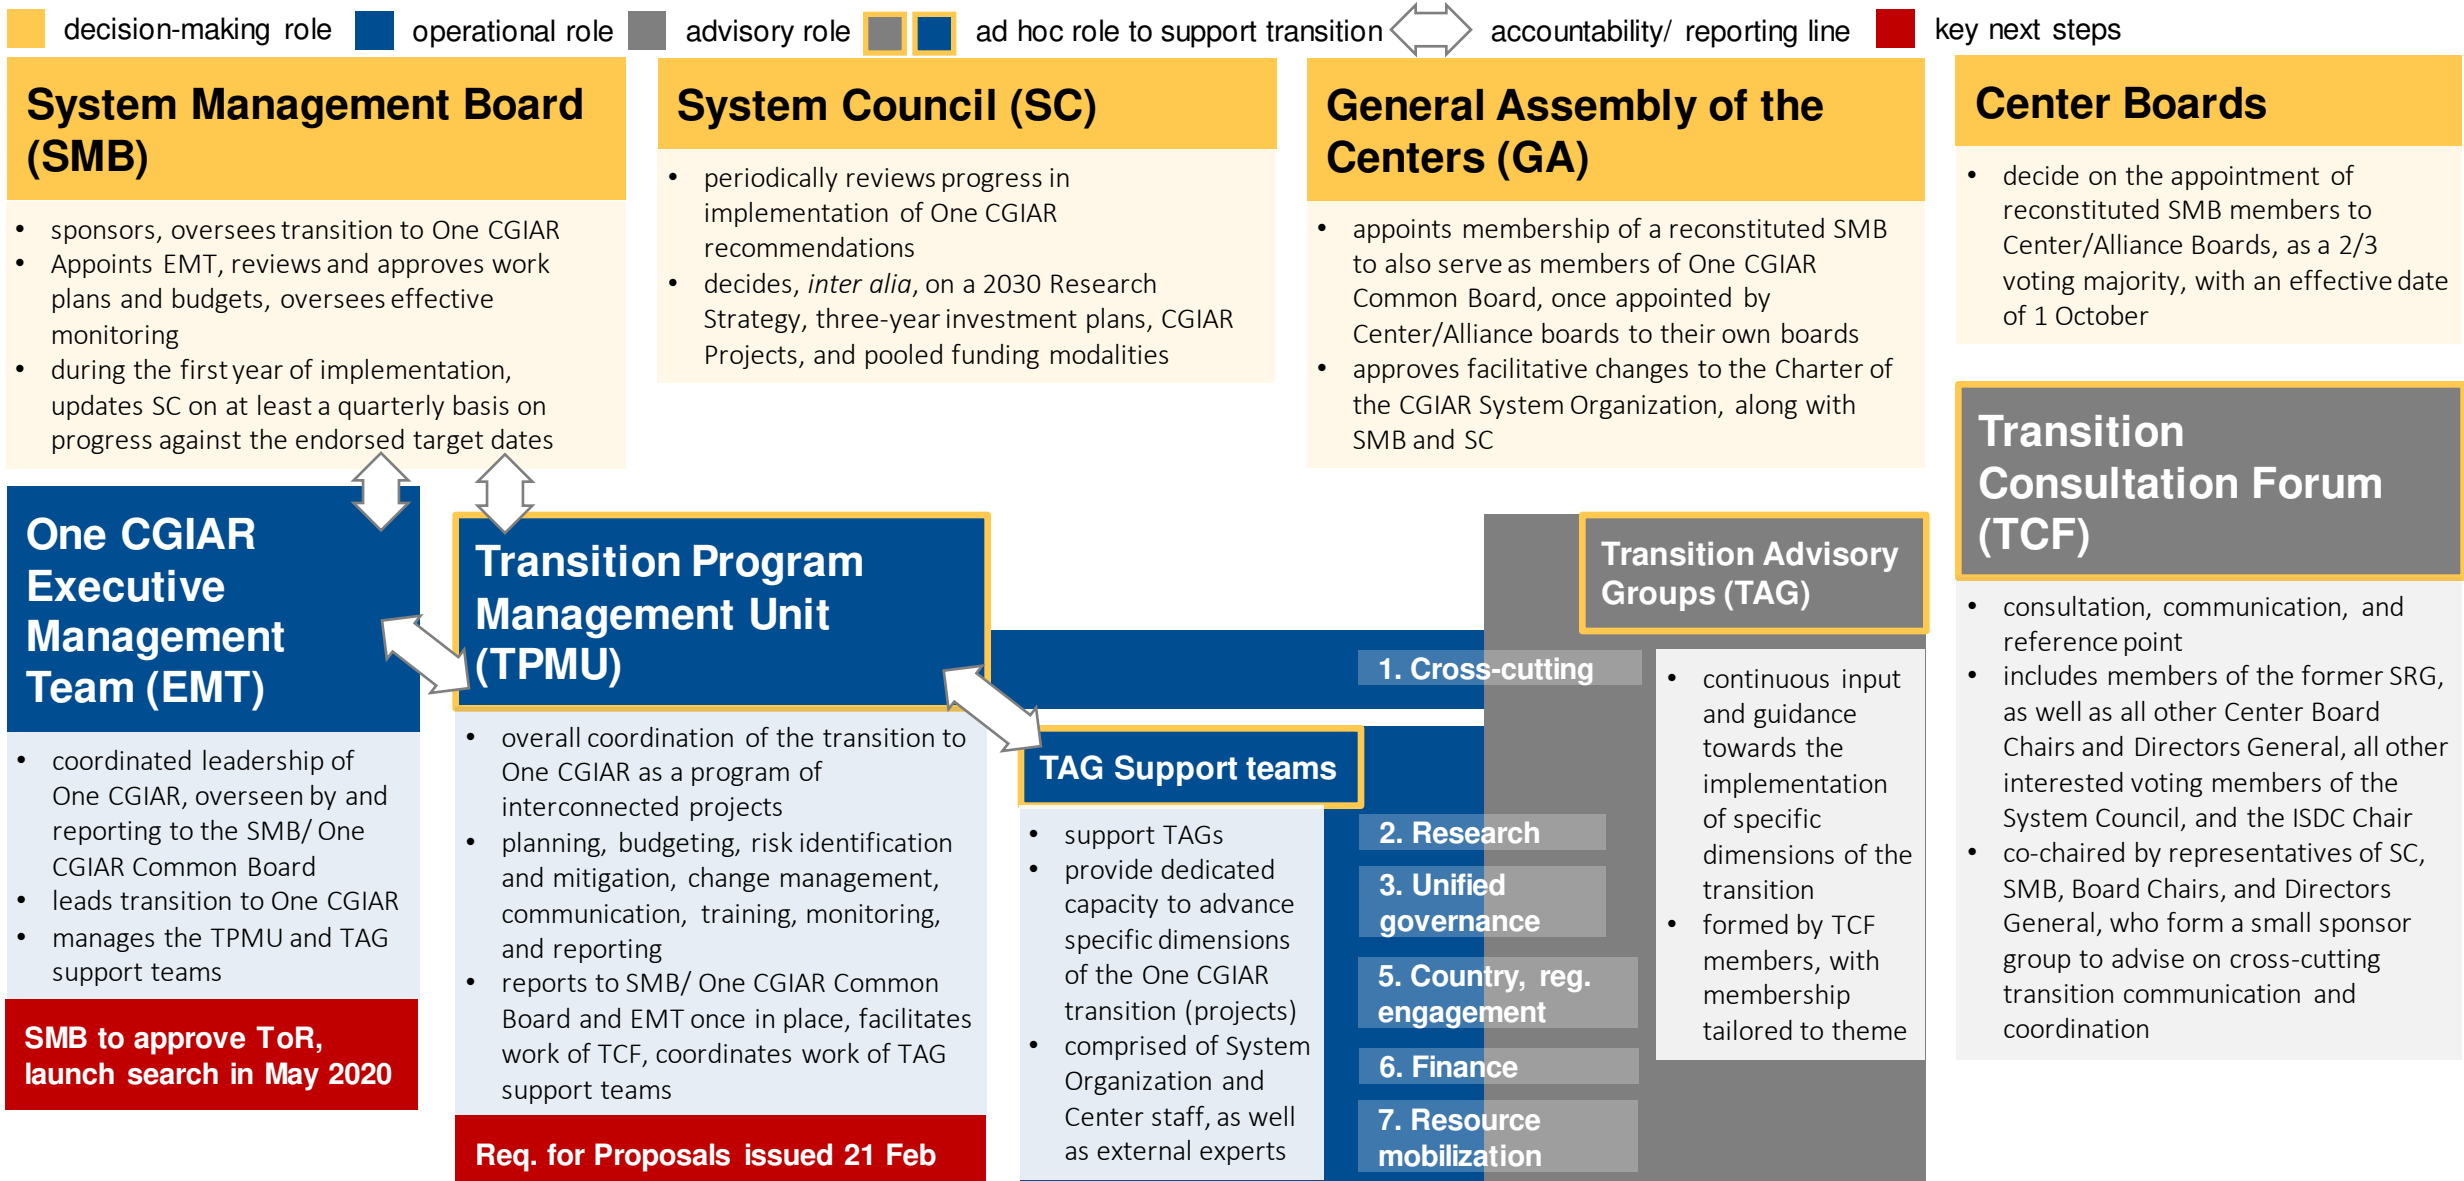 decision-making role operational role advisory role ad hoc role to support transition accountability/ reporting line key next steps
System Management Board
(SMB)
• sponsors, oversees transition to One CGIAR
• Appoints EMT, reviews and approves work
plans and budgets, oversees effective
monitoring
• during the first year of implementation,
updates SC on at least a quarterly basis on
progress against the endorsed target dates
System Council (SC)
• periodically reviews progress in
implementation of One CGIAR
recommendations
• decides, inter alia, on a 2030 Research
Strategy, three-year investment plans, CGIAR
Projects, and pooled funding modalities
General Assembly of the
Centers (GA)
• appoints membership of a reconstituted SMB
to also serve as members of One CGIAR
Common Board, once appointed by
Center/Alliance boards to their own boards
• approves facilitative changes to the Charter of
the CGIAR System Organization, along with
SMB and SC
Center Boards
• decide on the appointment of
reconstituted SMB members to
Center/Alliance Boards, as a 2/3
voting majority, with an effective date
of 1 October
One CGIAR
Executive
Management
Team (EMT)
• coordinated leadership of
One CGIAR, overseen by and
reporting to the SMB/ One
CGIAR Common Board
• leads transition to One CGIAR
• manages the TPMU and TAG
support teams
SMB to approve ToR,
launch search in May 2020
Transition Program
Management Unit
(TPMU)
• overall coordination of the transition to
One CGIAR as a program of
interconnected projects
• planning, budgeting, risk identification
and mitigation, change management,
communication, training, monitoring,
and reporting
• reports to SMB/ One CGIAR Common
Board and EMT once in place, facilitates
work of TCF, coordinates work of TAG
support teams
Req. for Proposals issued 21 Feb
TAG Support teams
• support TAGs
• provide dedicated
capacity to advance
specific dimensions
of the One CGIAR
transition (projects)
• comprised of System
Organization and
Center staff, as well
as external experts
1. Cross-cutting
2. Research
3. Unified
governance
5. Country, reg.
engagement
6. Finance
7. Resource
mobilization
Transition Advisory
Groups (TAG)
• continuous input
and guidance
towards the
implementation
of specific
dimensions of the
transition
• formed by TCF
members, with
membership
tailored to theme
Transition
Consultation Forum
(TCF)
• consultation, communication, and
reference point
• includes members of the former SRG,
as well as all other Center Board
Chairs and Directors General, all other
interested voting members of the
System Council, and the ISDC Chair
• co-chaired by representatives of SC,
SMB, Board Chairs, and Directors
General, who form a small sponsor
group to advise on cross-cutting
transition communication and
coordination